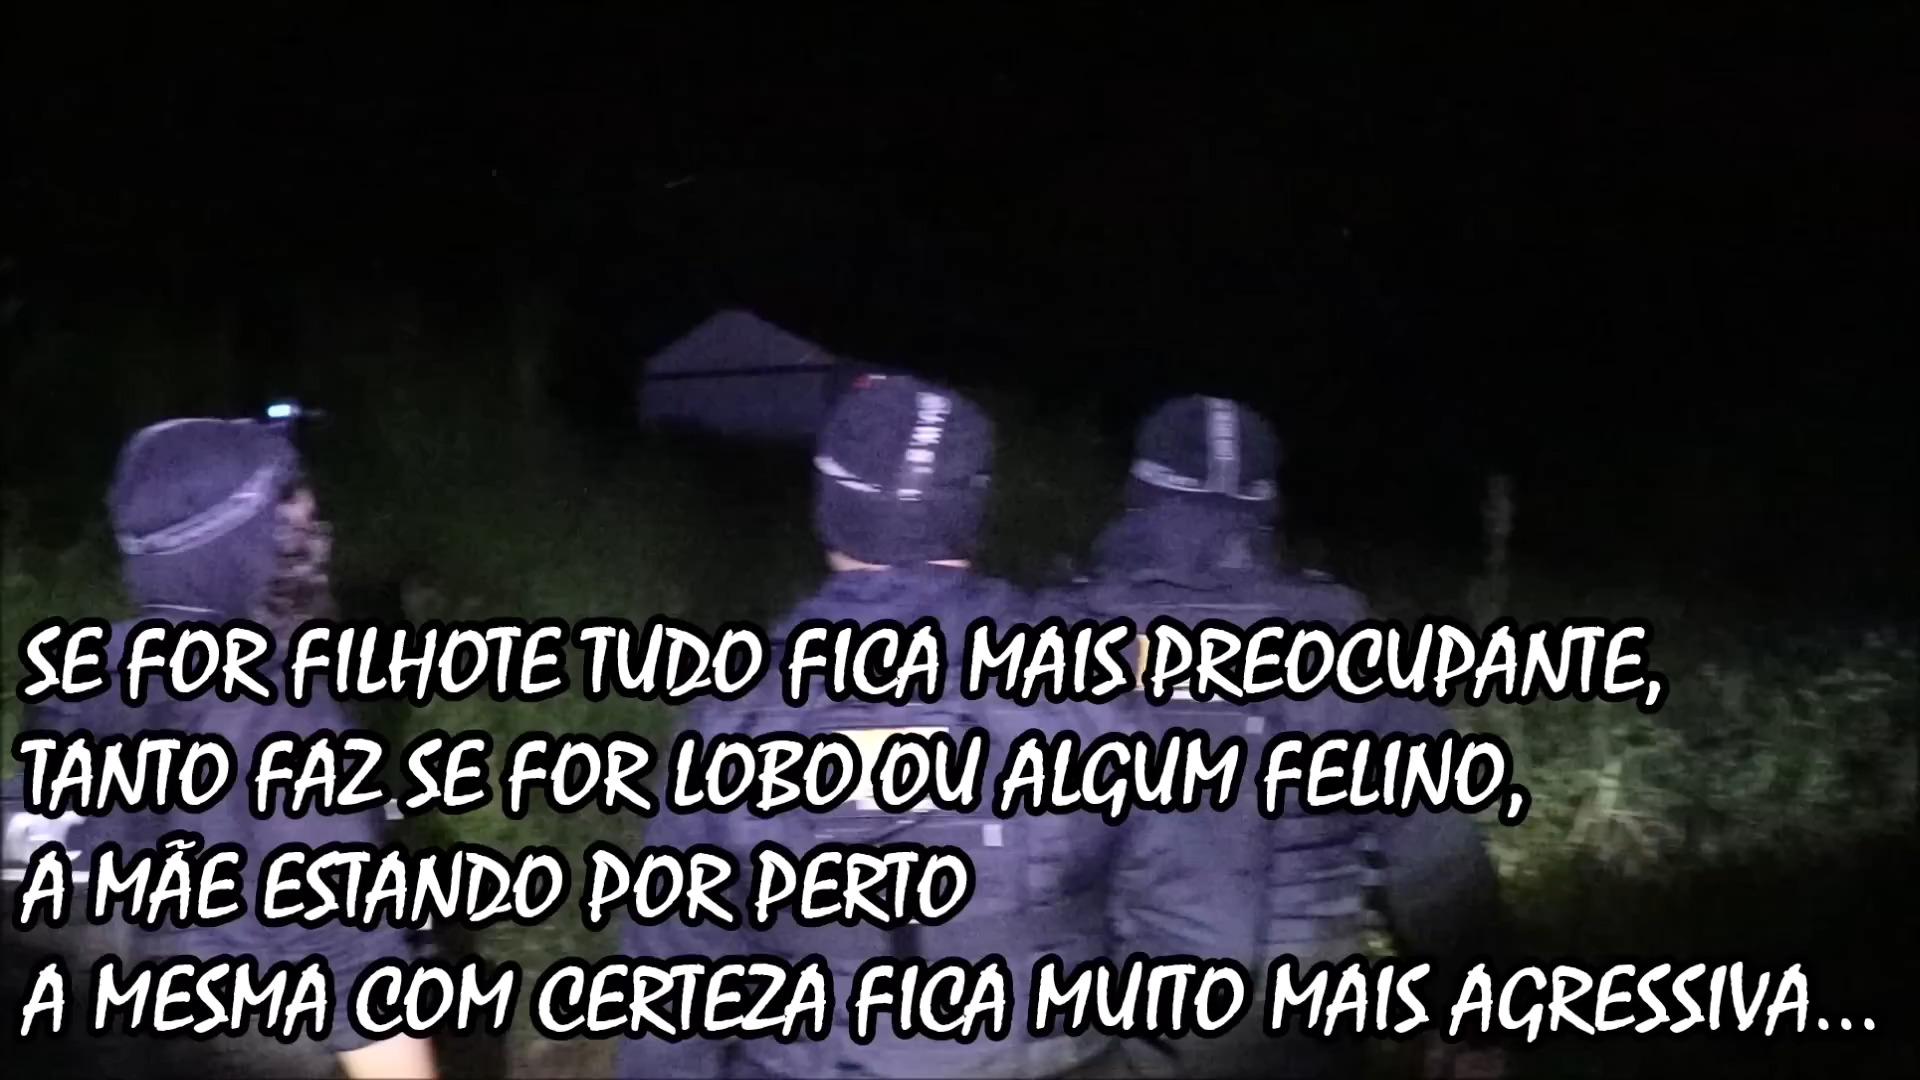 SE FOR FILHOTE TUDO FICA MAIS PREOCUPANTE,
TANTO FAZ SE FOR LOBO OU ALGUM FELINO,
A MÃE ESTANDO POR PERTO
A MESMA COM CERTEZA FICA MUITO MAIS AGRESSIVA...